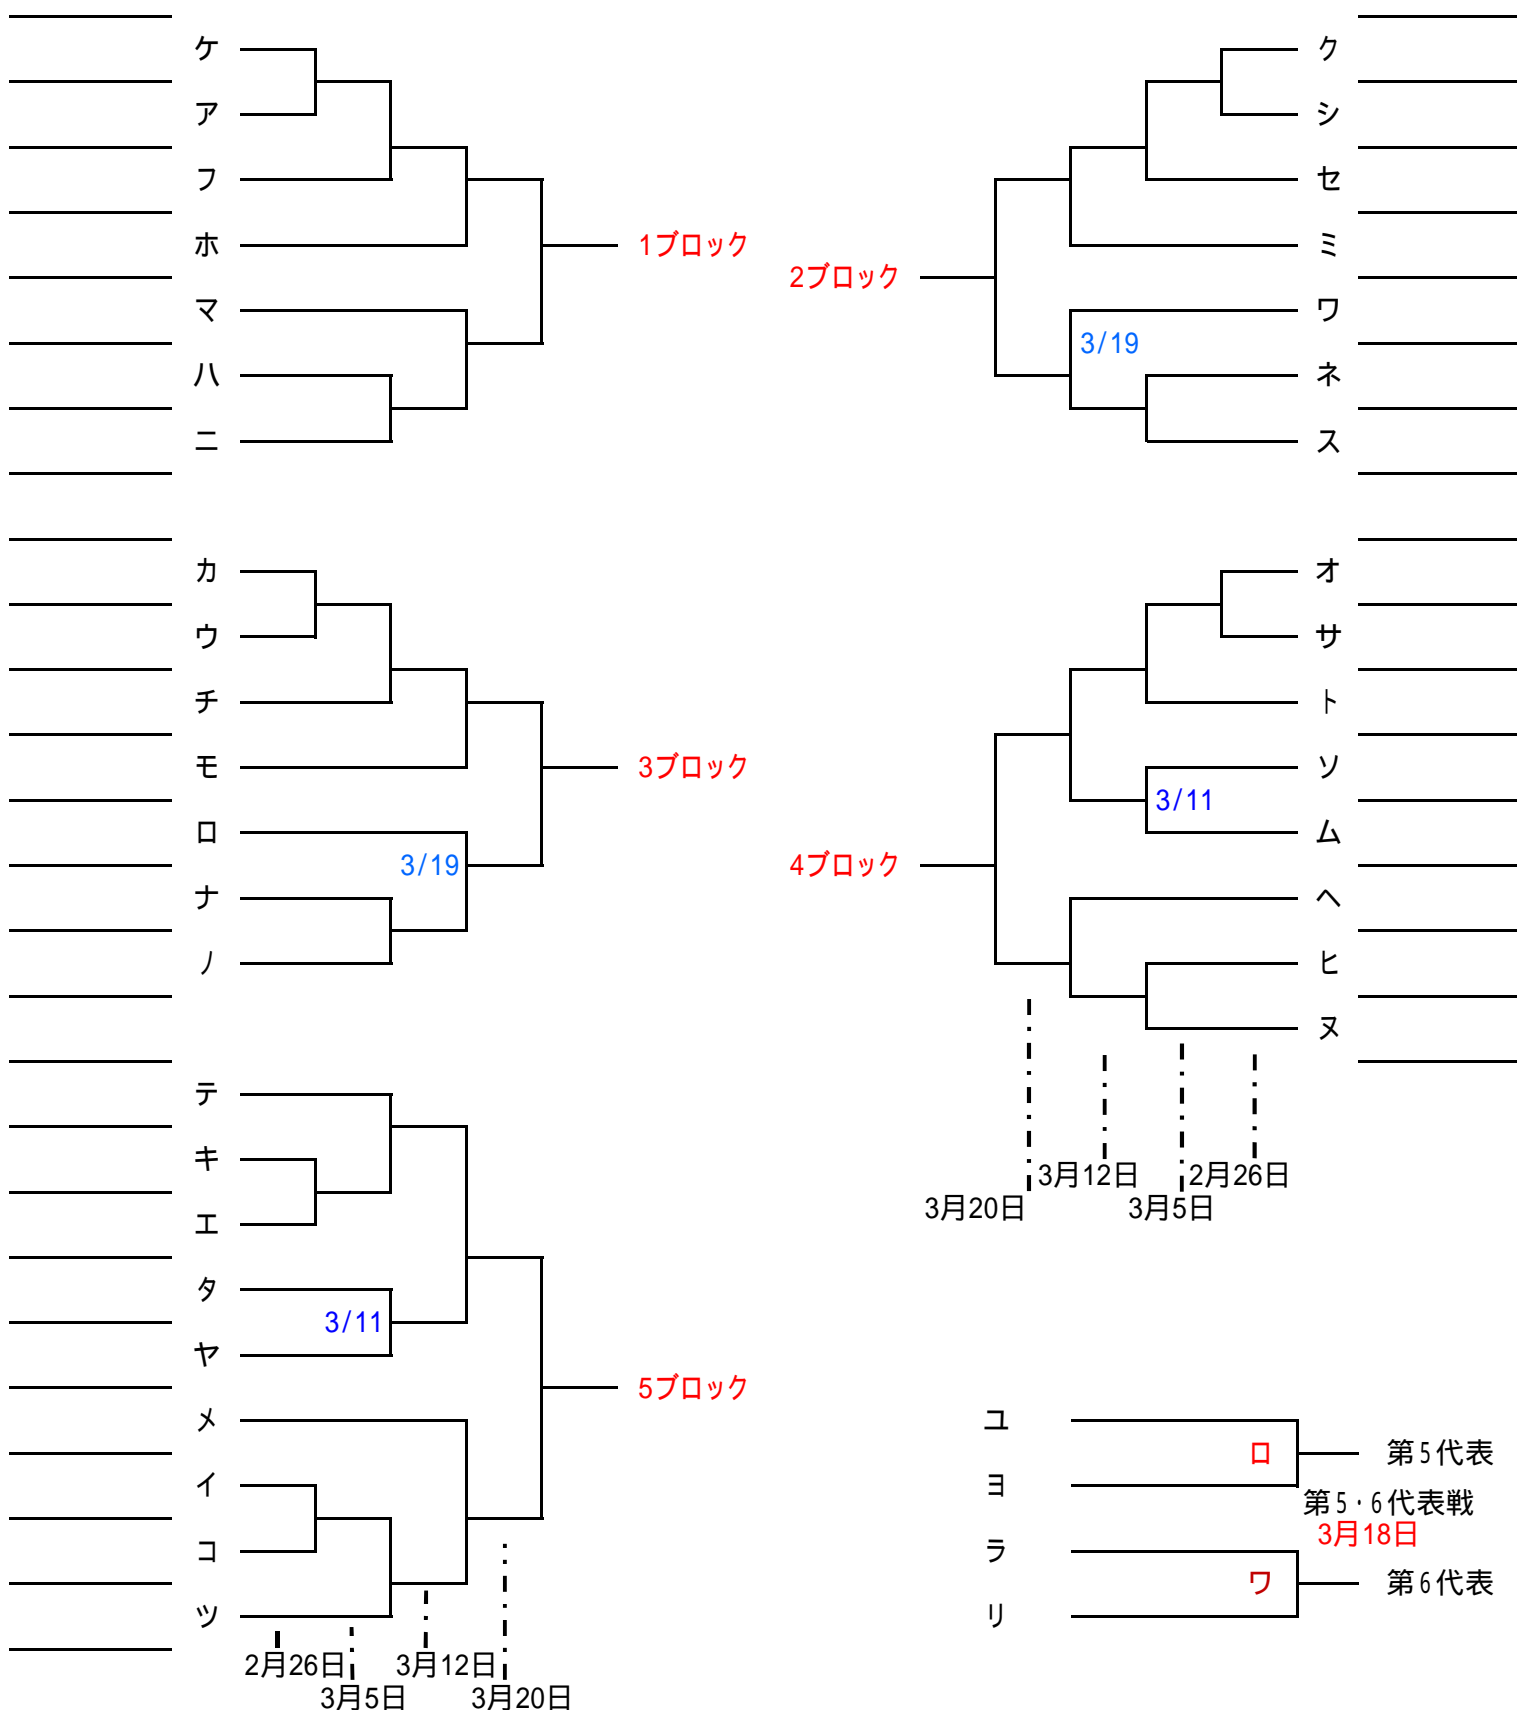 ケ
ア
フ
ホ
マ
ハ
ニ
1ブロック
ク
シ
セ
ミ
ワ
ネ
ス
2ブロック
3/19
カ
ウ
チ
モ
ロ
ナ
ノ
3/19
3ブロック
オ
サ
ト
ソ
ム
ヘ
ヒ
ヌ
3/11
4ブロック
3月12日 2月26日
3月20日 3月5日
テ
キ
エ
タ
ヤ
メ
イ
コ
ツ
3/11
5ブロック
2月26日 3月12日
3月5日 3月20日
ユ
ヨ
ラ
リ
ロ
ワ
第5代表
第5・6代表戦
3月18日
第6代表